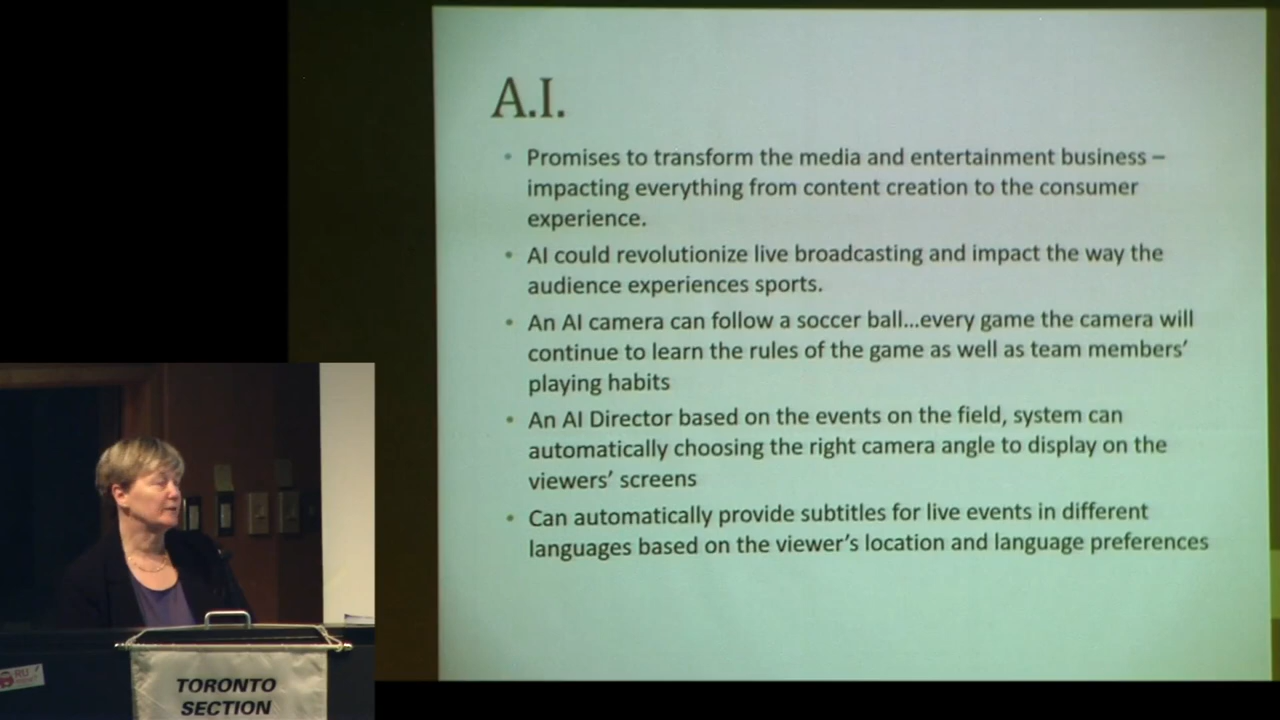 A.I.
• Promises to transform the media and entertainment business –
impacting everything from content creation to the consumer
experience.
• AI could revolutionize live broadcasting and impact the way the
audience experiences sports.
• An AI camera can follow a soccer ball...every game the camera will
continue to learn the rules of the game as well as team members’
playing habits
• An AI Director based on the events on the field, system can
automatically choosing the right camera angle to display on the
viewers’ screens
• Can automatically provide subtitles for live events in different
languages based on the viewer’s location and language preferences
TORONTO
SECTION